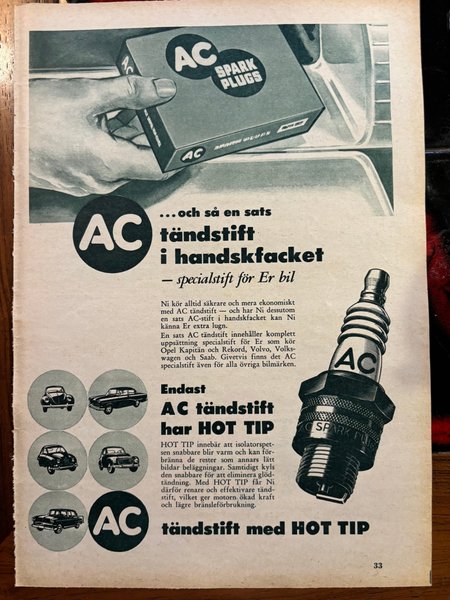 AC
SPARK
PLUGS
AC
AC
AC
...och så en sats
tändstift
i handskfacket
— specialstift för Er bil
Ni kör alltid säkrare och mera ekonomiskt
med AC tändstift — och har Ni dessutom
en sats AC-stift i handskfacket kan Ni
känna Er extra lugn.
En sats AC tändstift innehåller komplett
uppsättning specialstift för Er som kör
Opel Kapitän och Rekord, Volvo, Volks-
wagen och Saab. Givetvis finns det AC
specialstift även för alla övriga bilmärken.
AC
SPARK
Endast
AC tändstift
har HOT TIP
HOT TIP innebär att isolatorspet-
sen snabbare blir varm och kan för-
bränna de rester som annars lätt
bildar beläggningar. Samtidigt kyls
den snabbare för att eliminera glöd-
tändning. Med HOT TIP får Ni
därför renare och effektivare tänd-
stift, vilket ger motorn ökad kraft
och lägre bränsleförbrukning.
AC
tändstift med HOT TIP
33